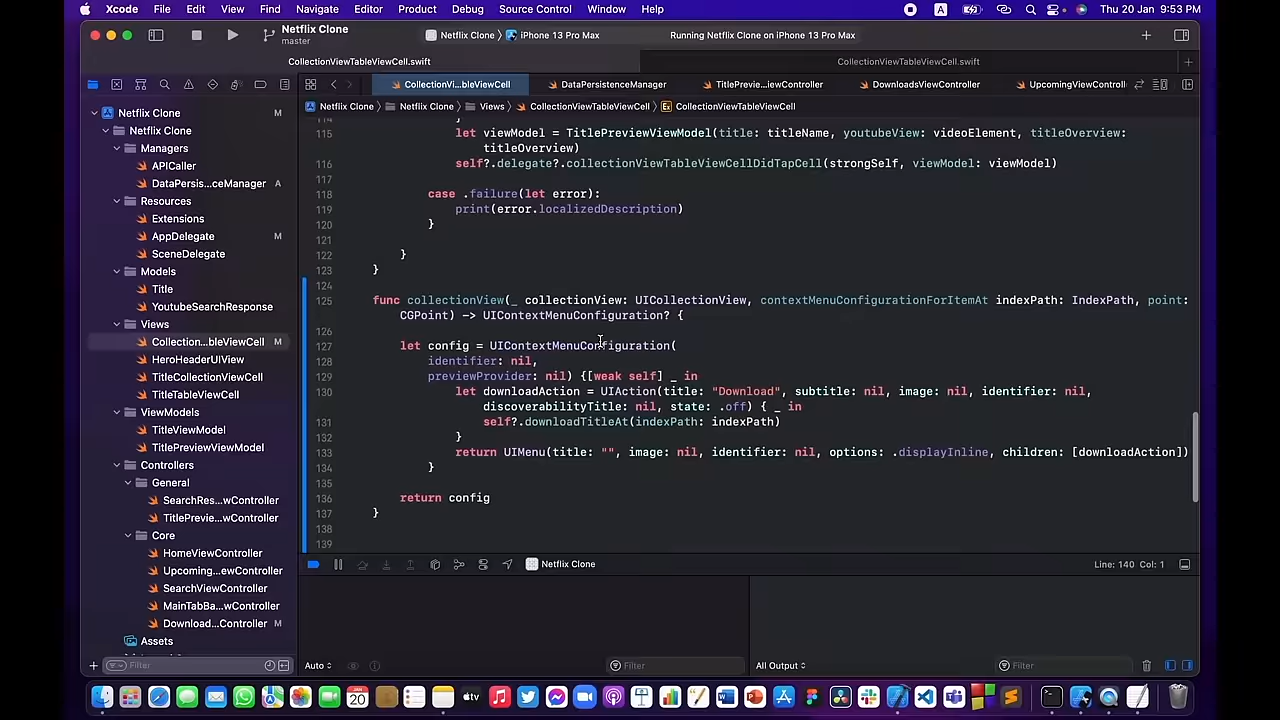 Xcode File Edit View Find Navigate Editor Product Debug Source Control Window Help Thu 20 Jan 9:53 PM
Netflix Clone
master
Netflix Clone iPhone 13 Pro Max
Running Netflix Clone on iPhone 13 Pro Max
CollectionViewTableViewCell.swift CollectionViewTableViewCell.swift
CollectionVi...bleViewCell DataPersistenceManager TitlePrevie...iewController DownloadsViewController UpcomingViewControll
Netflix Clone Netflix Clone Views CollectionViewTableViewCell CollectionViewTableViewCell
Netflix Clone M
Netflix Clone
Managers
APICaller
DataPersis...ceManager A
Resources
Extensions
AppDelegate M
SceneDelegate
Models
Title
YoutubeSearchResponse
Views
Collection...bleViewCell M
HeroHeaderUIView
TitleCollectionViewCell
TitleTableViewCell
ViewModels
TitleViewModel
TitlePreviewViewModel
Controllers
General
SearchRes...wController
TitlePrevie...wController
Core
HomeViewController
Upcoming...ewController
SearchViewController
MainTabBa...wController
Download...Controller M
Assets
Filter
114 }
115 let viewModel = TitlePreviewViewModel(title: titleName, youtubeView: videoElement, titleOverview:
titleOverview)
116 self?.delegate?.collectionViewTableViewCellDidTapCell(strongSelf, viewModel: viewModel)
117
118 case .failure(let error):
119 print(error.localizedDescription)
120 }
121
122 }
123 }
124
125 func collectionView(_ collectionView: UICollectionView, contextMenuConfigurationForItemAt indexPath: IndexPath, point:
CGPoint) -> UIContextMenuConfiguration? {
126
127 let config = UIContextMenuConfiguration(
128 identifier: nil,
129 previewProvider: nil) {[weak self] _ in
130 let downloadAction = UIAction(title: "Download", subtitle: nil, image: nil, identifier: nil,
discoverabilityTitle: nil, state: .off) { _ in
131 self?.downloadTitleAt(indexPath: indexPath)
132 }
133 return UIMenu(title: "", image: nil, identifier: nil, options: .displayInline, children: [downloadAction])
134 }
135
136 return config
137 }
138
139
Netflix Clone
Line: 140 Col: 1
Auto Filter All Output Filter
JAN
20
tv